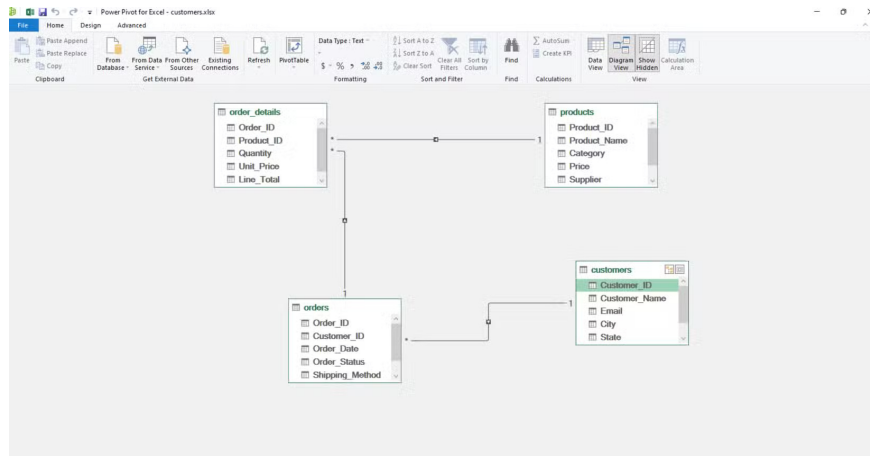 Power Pivot for Excel - customers.xlsx
File Home Design Advanced
Paste
Paste Append
Paste Replace
Copy
Clipboard
From Database
From Data Service
From Other Sources
Existing Connections
Get External Data
Refresh
PivotTable
Data Type : Text
$ % ,
Formatting
Sort A to Z
Sort Z to A
Clear Sort
Clear All Filters
Sort by Column
Sort and Filter
Find
Find
AutoSum
Create KPI
Calculations
Data View
Diagram View
Show Hidden
Calculation Area
View
order_details
Order_ID
Product_ID
Quantity
Unit_Price
Line_Total
*
1
*
1
products
Product_ID
Product_Name
Category
Price
Supplier
orders
Order_ID
Customer_ID
Order_Date
Order_Status
Shipping_Method
*
1
customers
Customer_ID
Customer_Name
Email
City
State